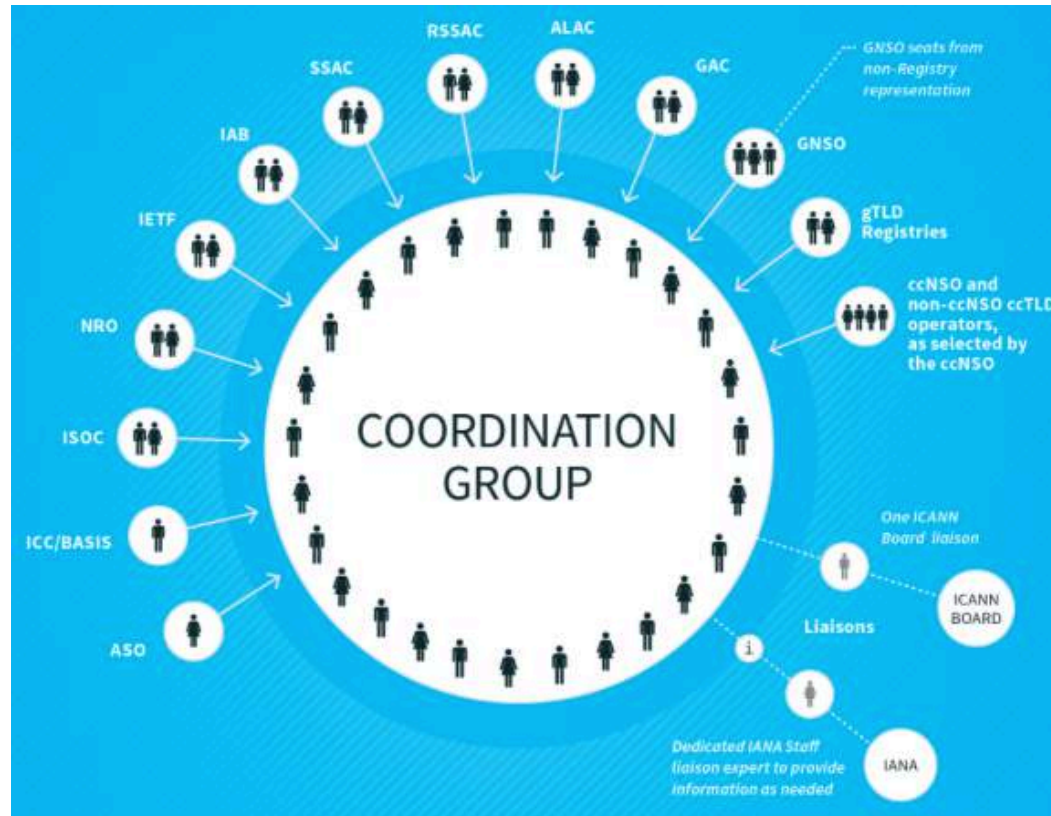 RSSAC
ALAC
SSAC
GAC
GNSO seats from
non-Registry
representation
IAB
GNSO
IETF
gTLD
Registries
ccNSO and
non-ccNSO ccTLD
operators,
as selected by
the ccNSO
NRO
COORDINATION
GROUP
ISOC
ICC/BASIS
One ICANN
Board liaison
ICANN
BOARD
Liaisons
ASO
i
Dedicated IANA Staff
liaison expert to provide
information as needed
IANA